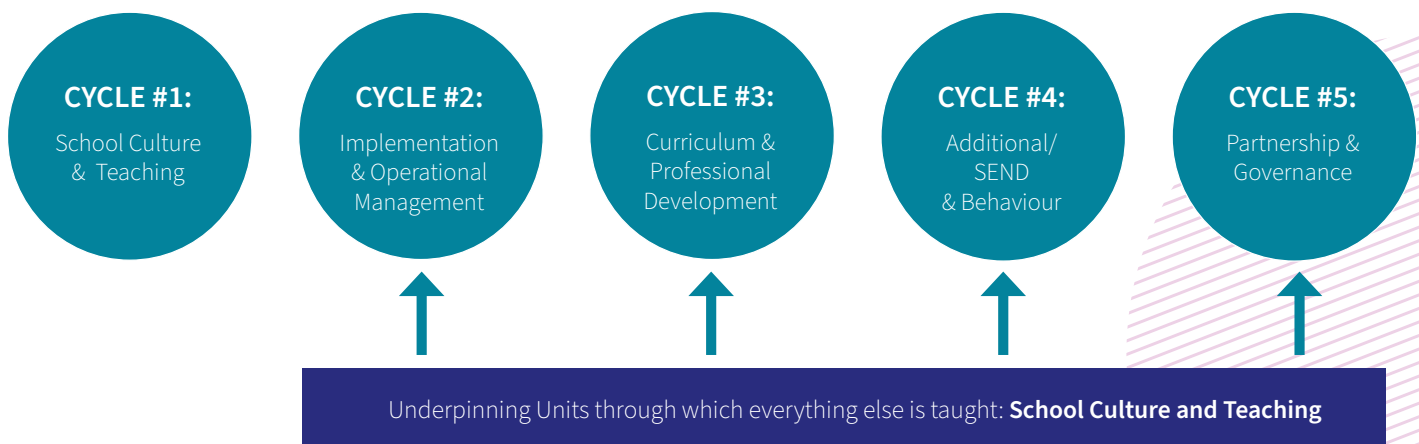 CYCLE #1:
School Culture
& Teaching
CYCLE #2:
Implementation
& Operational
Management
CYCLE #3:
Curriculum &
Professional
Development
CYCLE #4:
Additional/
SEND
& Behaviour
CYCLE #5:
Partnership &
Governance
Underpinning Units through which everything else is taught: School Culture and Teaching